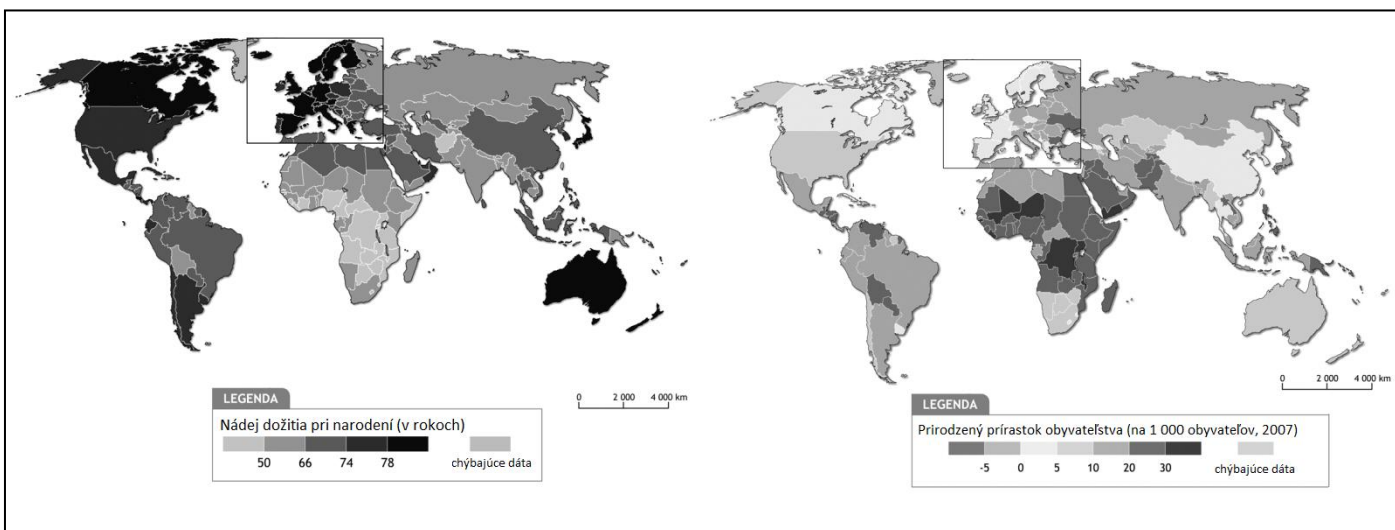 LEGENDA
Nádej dožitia pri narodení (v rokoch)
50 66 74 78
chýbajúce dáta
0 2 000 4 000 km
LEGENDA
Prirodzený prírastok obyvateľstva (na 1 000 obyvateľov, 2007)
-5 0 5 10 20 30
chýbajúce dáta
0 2 000 4 000 km